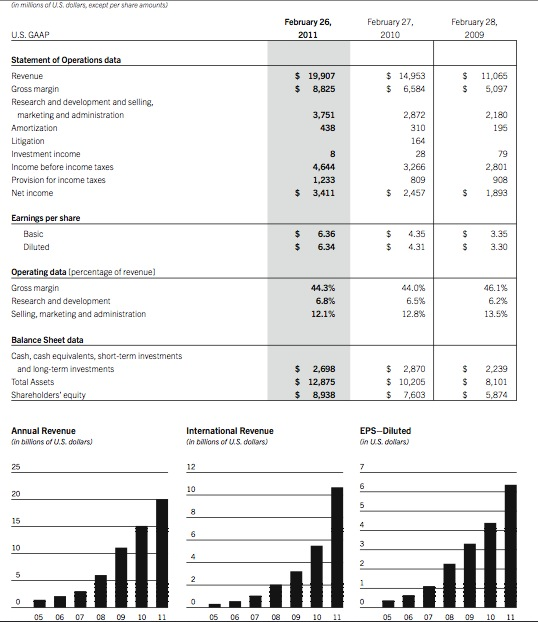 (in millions of U.S. dollars, except per share amounts)
February 26, February 27, February 28,
U.S. GAAP 2011 2010 2009
Statement of Operations data
Revenue $ 19,907 $ 14,953 $ 11,065
Gross margin $ 8,825 $ 6,584 $ 5,097
Research and development and selling,
marketing and administration 3,751 2,872 2,180
Amortization 438 310 195
Litigation 164
Investment income 8 28 79
Income before income taxes 4,644 3,266 2,801
Provision for income taxes 1,233 809 908
Net income $ 3,411 $ 2,457 $ 1,893
Earnings per share
Basic $ 6.36 $ 4.35 $ 3.35
Diluted $ 6.34 $ 4.31 $ 3.30
Operating data (percentage of revenue)
Gross margin 44.3% 44.0% 46.1%
Research and development 6.8% 6.5% 6.2%
Selling, marketing and administration 12.1% 12.8% 13.5%
Balance Sheet data
Cash, cash equivalents, short-term investments
and long-term investments $ 2,698 $ 2,870 $ 2,239
Total Assets $ 12,875 $ 10,205 $ 8,101
Shareholders' equity $ 8,938 $ 7,603 $ 5,874
Annual Revenue
(in billions of U.S. dollars)
25
20
15
10
5
0
05 06 07 08 09 10 11
International Revenue
(in billions of U.S. dollars)
12
10
8
6
4
2
0
05 06 07 08 09 10 11
EPS—Diluted
(in U.S. dollars)
7
6
5
4
3
2
1
0
05 06 07 08 09 10 11